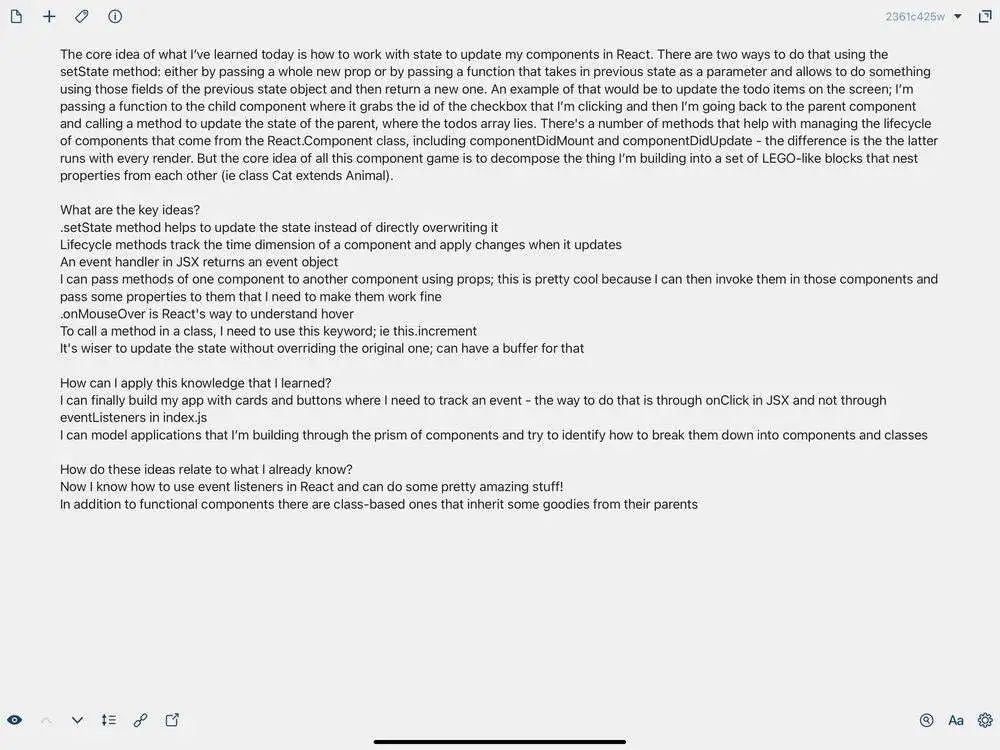 2361c425w
The core idea of what I've learned today is how to work with state to update my components in React. There are two ways to do that using the
setState method: either by passing a whole new prop or by passing a function that takes in previous state as a parameter and allows to do something
using those fields of the previous state object and then return a new one. An example of that would be to update the todo items on the screen; I'm
passing a function to the child component where it grabs the id of the checkbox that I'm clicking and then I'm going back to the parent component
and calling a method to update the state of the parent, where the todos array lies. There's a number of methods that help with managing the lifecycle
of components that come from the React.Component class, including componentDidMount and componentDidUpdate - the difference is the the latter
runs with every render. But the core idea of all this component game is to decompose the thing I'm building into a set of LEGO-like blocks that nest
properties from each other (ie class Cat extends Animal).
What are the key ideas?
.setState method helps to update the state instead of directly overwriting it
Lifecycle methods track the time dimension of a component and apply changes when it updates
An event handler in JSX returns an event object
I can pass methods of one component to another component using props; this is pretty cool because I can then invoke them in those components and
pass some properties to them that I need to make them work fine
.onMouseOver is React's way to understand hover
To call a method in a class, I need to use this keyword; ie this.increment
It's wiser to update the state without overriding the original one; can have a buffer for that
How can I apply this knowledge that I learned?
I can finally build my app with cards and buttons where I need to track an event - the way to do that is through onClick in JSX and not through
eventListeners in index.js
I can model applications that I'm building through the prism of components and try to identify how to break them down into components and classes
How do these ideas relate to what I already know?
Now I know how to use event listeners in React and can do some pretty amazing stuff!
In addition to functional components there are class-based ones that inherit some goodies from their parents
Aa